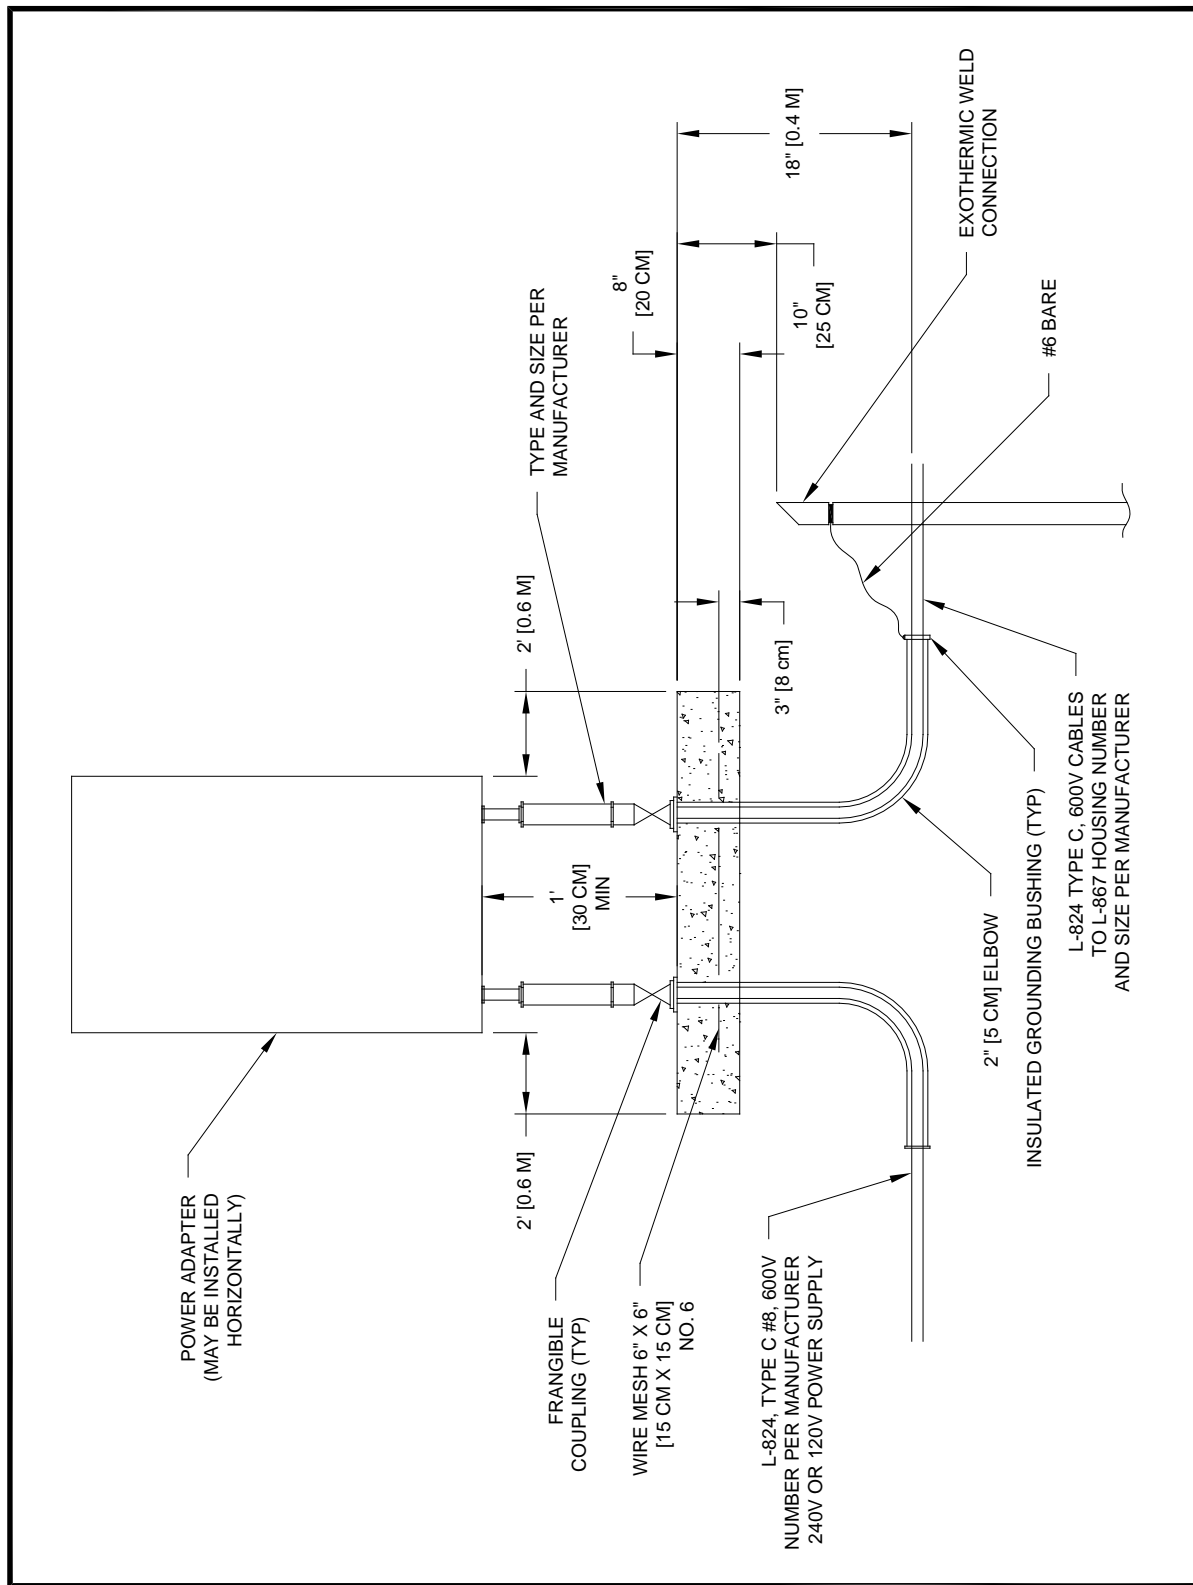 POWER ADAPTER
(MAY BE INSTALLED
HORIZONTALLY)
FRANGIBLE
COUPLING (TYP)
WIRE MESH 6" X 6"
[15 CM X 15 CM]
NO. 6
L-824, TYPE C #8, 600V
NUMBER PER MANUFACTURER
240V OR 120V POWER SUPPLY
2' [0.6 M]
2' [0.6 M]
1'
[30 CM]
MIN
TYPE AND SIZE PER
MANUFACTURER
8"
[20 CM]
18" [0.4 M]
10"
[25 CM]
3" [8 cm]
EXOTHERMIC WELD
CONNECTION
#6 BARE
2" [5 CM] ELBOW
INSULATED GROUNDING BUSHING (TYP)
L-824 TYPE C, 600V CABLES
TO L-867 HOUSING NUMBER
AND SIZE PER MANUFACTURER